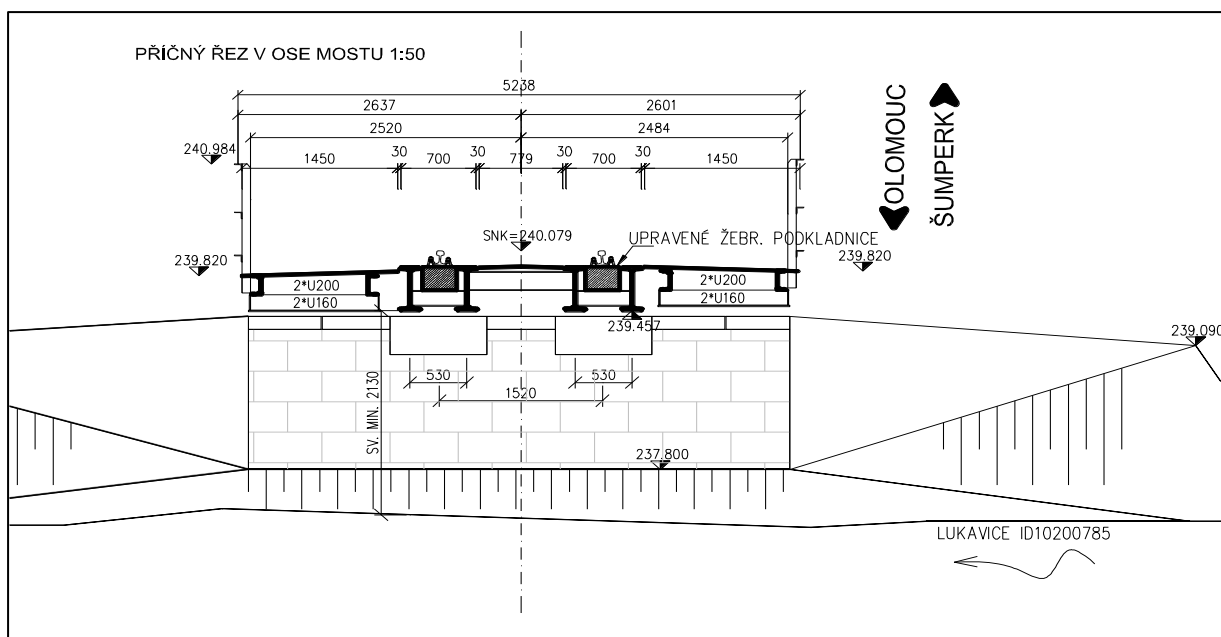 PŘÍČNÝ ŘEZ V OSE MOSTU 1:50
5238
2637 2601
2520 2484
240.984
1450 30 700 30 779 30 700 30 1450
OLOMOUC
ŠUMPERK
SNK=240.079
UPRAVENÉ ŽEBR. PODKLADNICE
239.820 239.820
2*U200 2*U200
2*U160 2*U160
239.457
239.090
530 530
1520
SV. MIN. 2130
237.800
LUKAVICE ID10200785